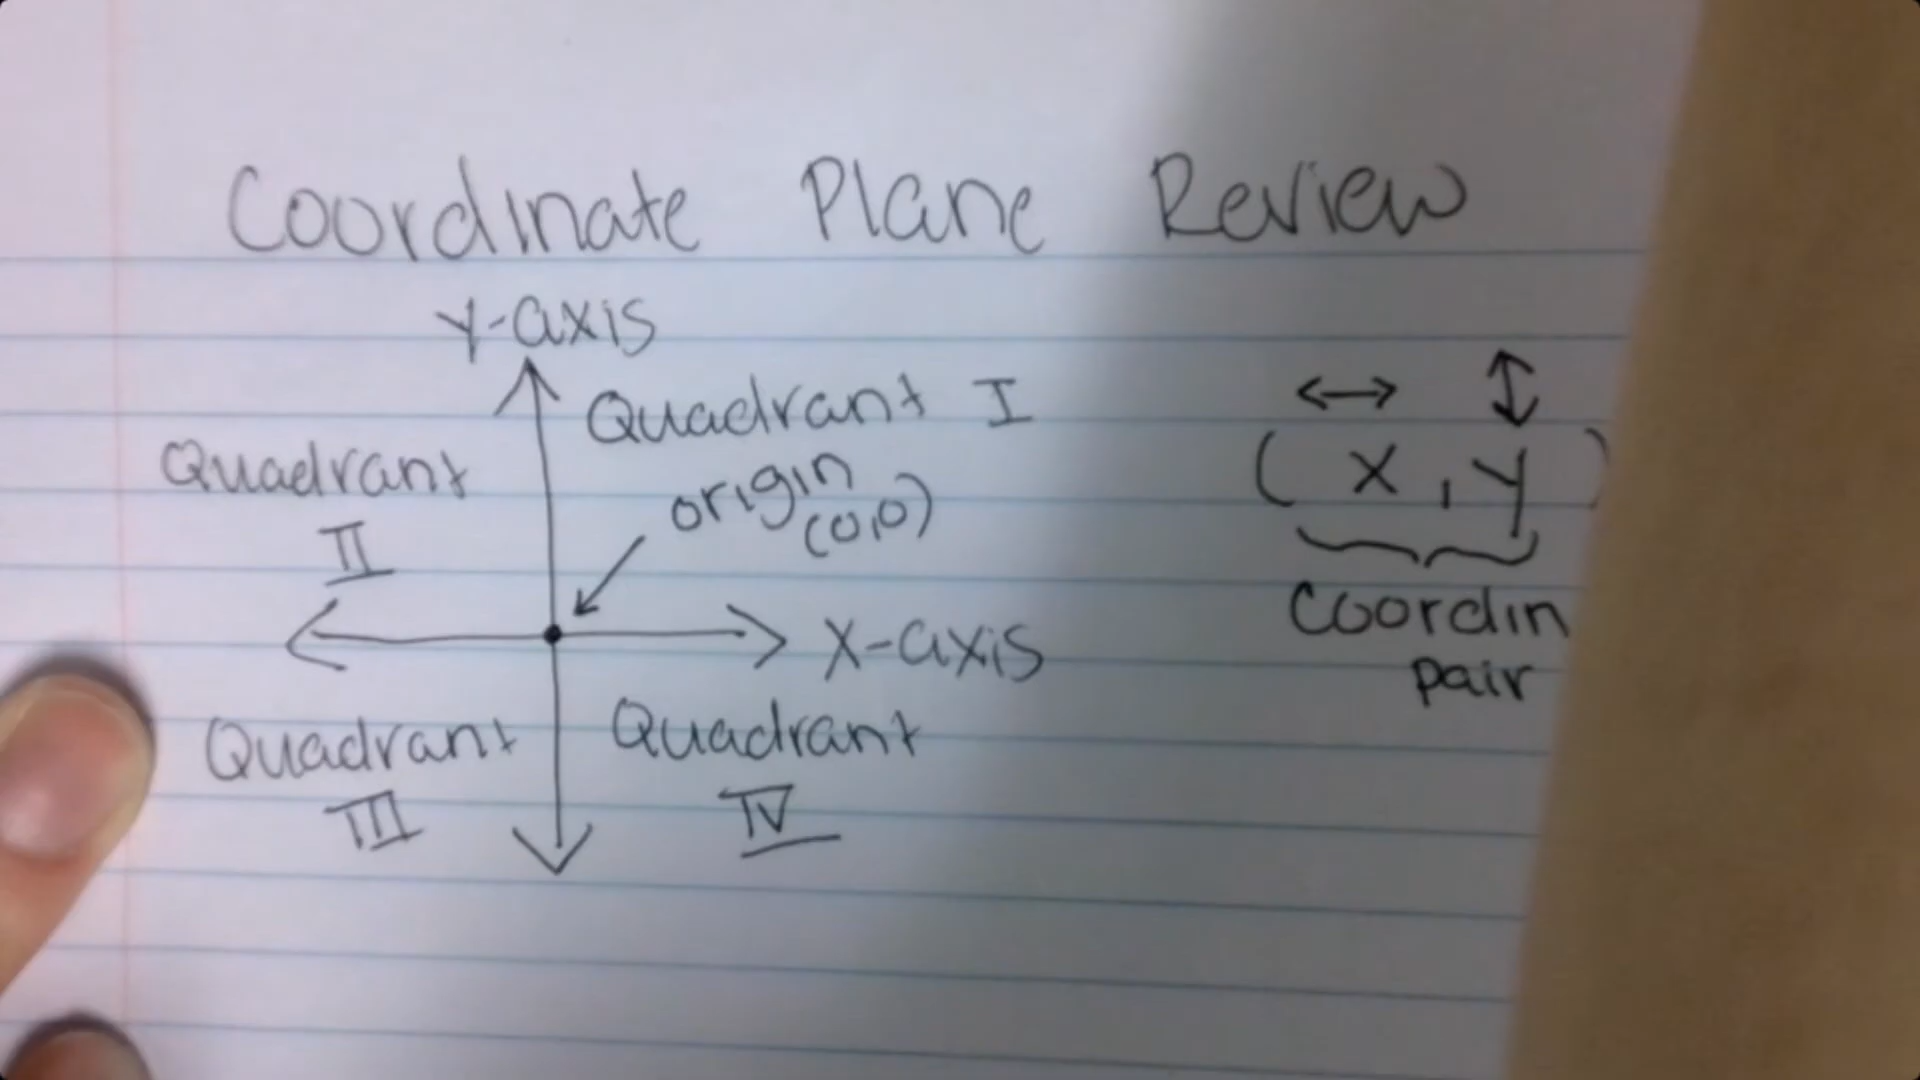 Coordinate Plane Review
Y-axis
Quadrant I
Quadrant
II
origin
(0,0)
X-axis
Quadrant
III
Quadrant
IV
( X , Y )
Coordin
pair